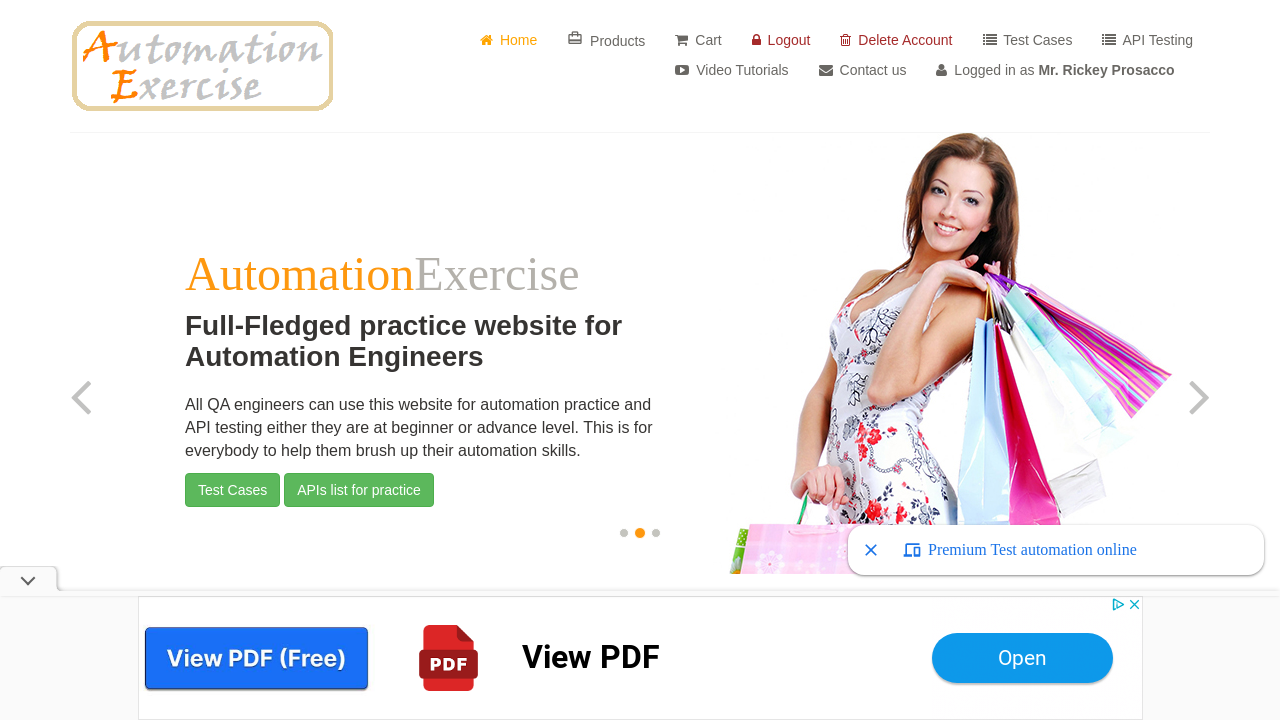 Automation
Exercise
Home
Products
Cart
Logout
Delete Account
Test Cases
API Testing
Video Tutorials
Contact us
Logged in as Mr. Rickey Prosacco
AutomationExercise
Full-Fledged practice website for
Automation Engineers
All QA engineers can use this website for automation practice and
API testing either they are at beginner or advance level. This is for
everybody to help them brush up their automation skills.
Test Cases
APIs list for practice
Premium Test automation online
View PDF (Free)
PDF
View PDF
Open